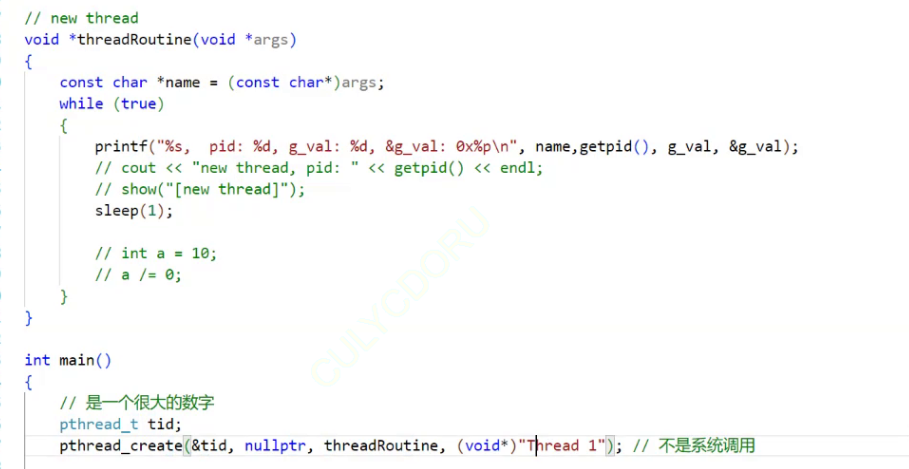 // new thread
void *threadRoutine(void *args)
{
    const char *name = (const char*)args;
    while (true)
    {
        printf("%s,  pid: %d, g_val: %d, &g_val: 0x%p\n", name,getpid(), g_val, &g_val);
        // cout << "new thread, pid: " << getpid() << endl;
        // show("[new thread]");
        sleep(1);

        // int a = 10;
        // a /= 0;
    }
}

int main()
{
    // 是一个很大的数字
    pthread_t tid;
    pthread_create(&tid, nullptr, threadRoutine, (void*)"Thread 1"); // 不是系统调用
CULYCDORU